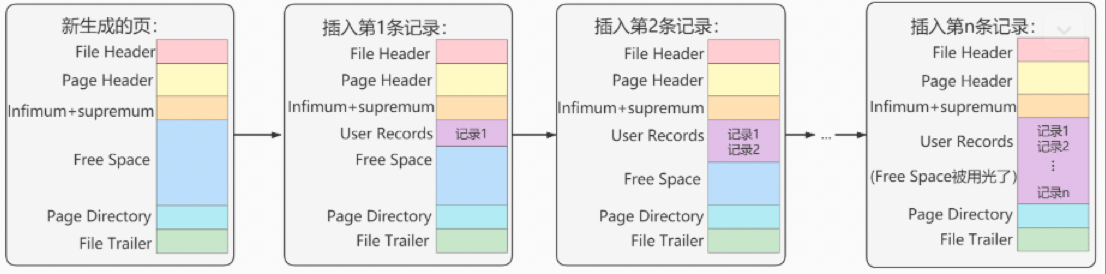 新生成的页：
File Header
Page Header
Infimum+supremum
Free Space
Page Directory
File Trailer
插入第1条记录：
File Header
Page Header
Infimum+supremum
User Records
记录1
Free Space
Page Directory
File Trailer
插入第2条记录：
File Header
Page Header
Infimum+supremum
User Records
记录1
记录2
Free Space
Page Directory
File Trailer
...
插入第n条记录：
File Header
Page Header
Infimum+supremum
User Records
(Free Space被用光了)
记录1
记录2
⋮
记录n
Page Directory
File Trailer